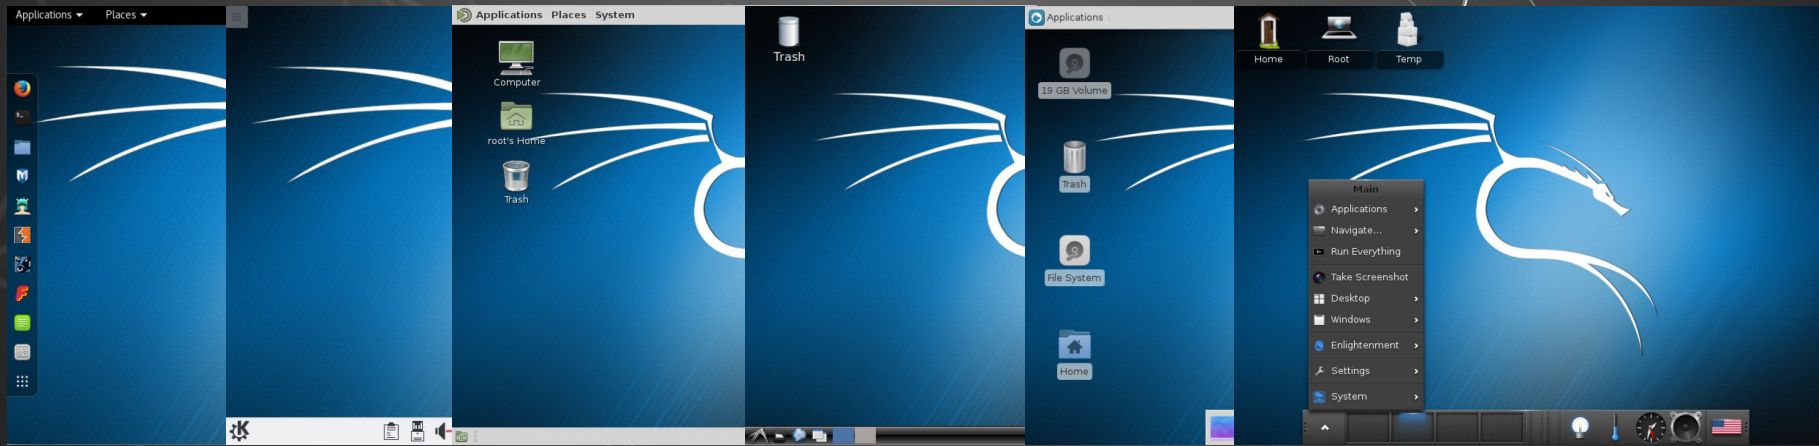 Applications
Places
Applications Places System
Computer
root's Home
Trash
Trash
Applications
19 GB Volume
Trash
File System
Home
Home
Root
Temp
Main
Applications
Navigate...
Run Everything
Take Screenshot
Desktop
Windows
Enlightenment
Settings
System